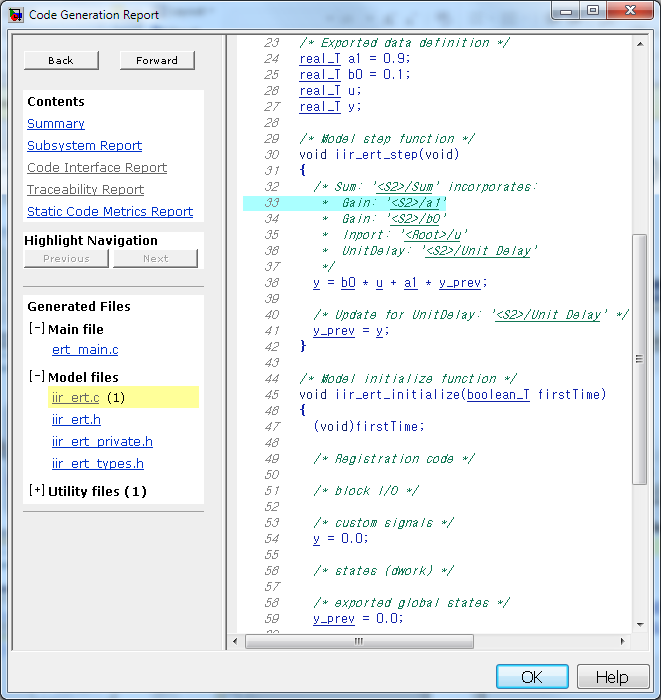 Code Generation Report
Back
Forward
Contents
Summary
Subsystem Report
Code Interface Report
Traceability Report
Static Code Metrics Report
Highlight Navigation
Previous
Next
Generated Files
[-] Main file
ert_main.c
[-] Model files
iir_ert.c (1)
iir_ert.h
iir_ert_private.h
iir_ert_types.h
[+] Utility files (1)
23 /* Exported data definition */
24 real_T a1 = 0.9;
25 real_T b0 = 0.1;
26 real_T u;
27 real_T y;
28
29 /* Model step function */
30 void iir_ert_step(void)
31 {
32 /* Sum: '<S2>/Sum' incorporates:
33 * Gain: '<S2>/a1'
34 * Gain: '<S2>/b0'
35 * Inport: '<Root>/u'
36 * UnitDelay: '<S2>/Unit Delay'
37 */
38 y = b0 * u + a1 * y_prev;
39
40 /* Update for UnitDelay: '<S2>/Unit Delay' */
41 y_prev = y;
42 }
43
44 /* Model initialize function */
45 void iir_ert_initialize(boolean_T firstTime)
46 {
47 (void)firstTime;
48
49 /* Registration code */
50
51 /* block I/O */
52
53 /* custom signals */
54 y = 0.0;
55
56 /* states (dwork) */
57
58 /* exported global states */
59 y_prev = 0.0;
OK
Help